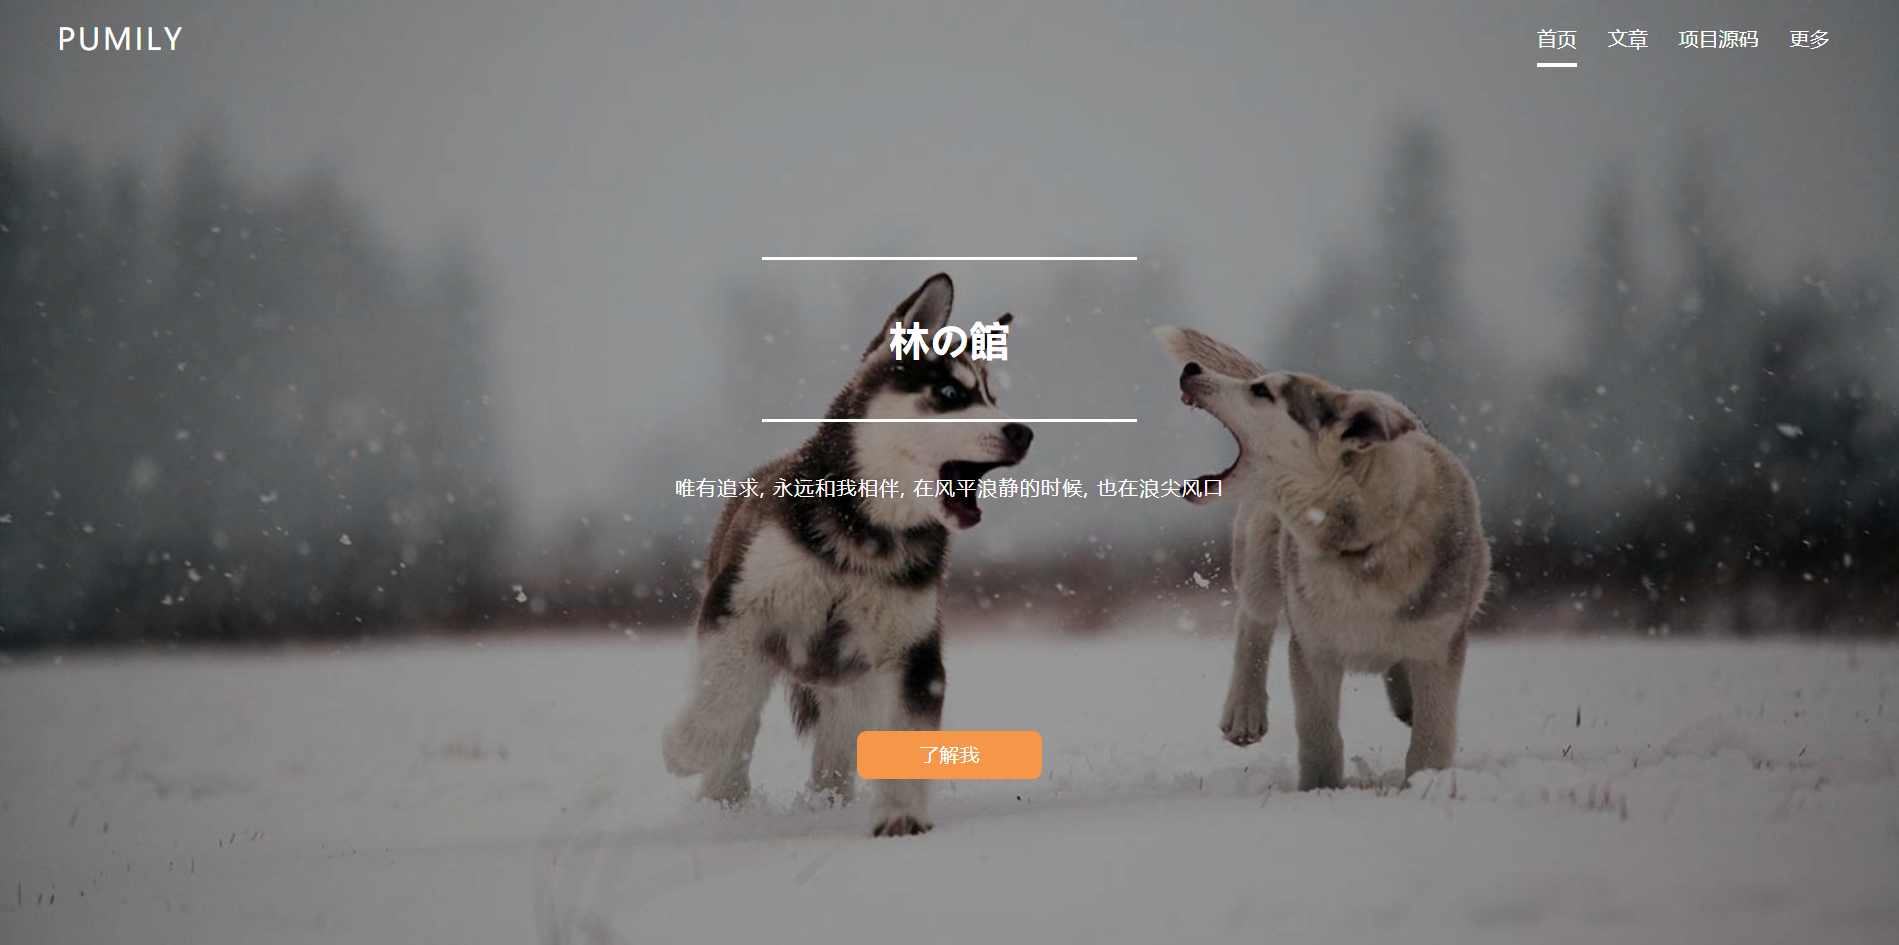 PUMILY
首页 文章 项目源码 更多
林の館
唯有追求, 永远和我相伴, 在风平浪静的时候, 也在浪尖风口
了解我